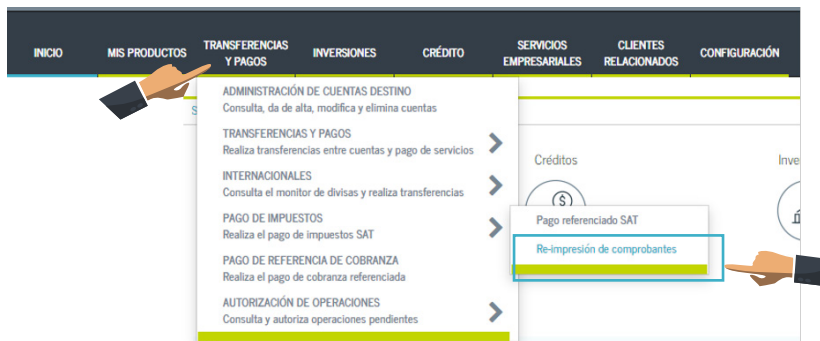 INICIO
MIS PRODUCTOS
TRANSFERENCIAS
Y PAGOS
INVERSIONES
CRÉDITO
SERVICIOS
EMPRESARIALES
CLIENTES
RELACIONADOS
CONFIGURACIÓN
ADMINISTRACIÓN DE CUENTAS DESTINO
Consulta, da de alta, modifica y elimina cuentas
S
TRANSFERENCIAS Y PAGOS
Realiza transferencias entre cuentas y pago de servicios
INTERNACIONALES
Consulta el monitor de divisas y realiza transferencias
PAGO DE IMPUESTOS
Realiza el pago de impuestos SAT
PAGO DE REFERENCIA DE COBRANZA
Realiza el pago de cobranza referenciada
AUTORIZACIÓN DE OPERACIONES
Consulta y autoriza operaciones pendientes
Créditos
Inve
$
Pago referenciado SAT
Re-impresión de comprobantes